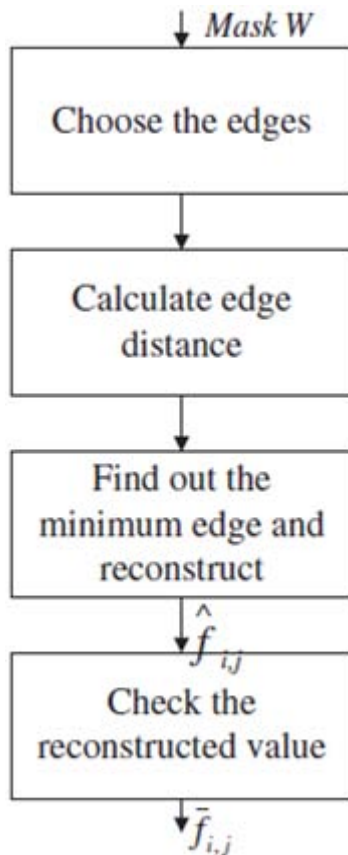 Mask W
Choose the edges
Calculate edge
distance
Find out the
minimum edge and
reconstruct
f̂ i,j
Check the
reconstructed value
f̄ i,j